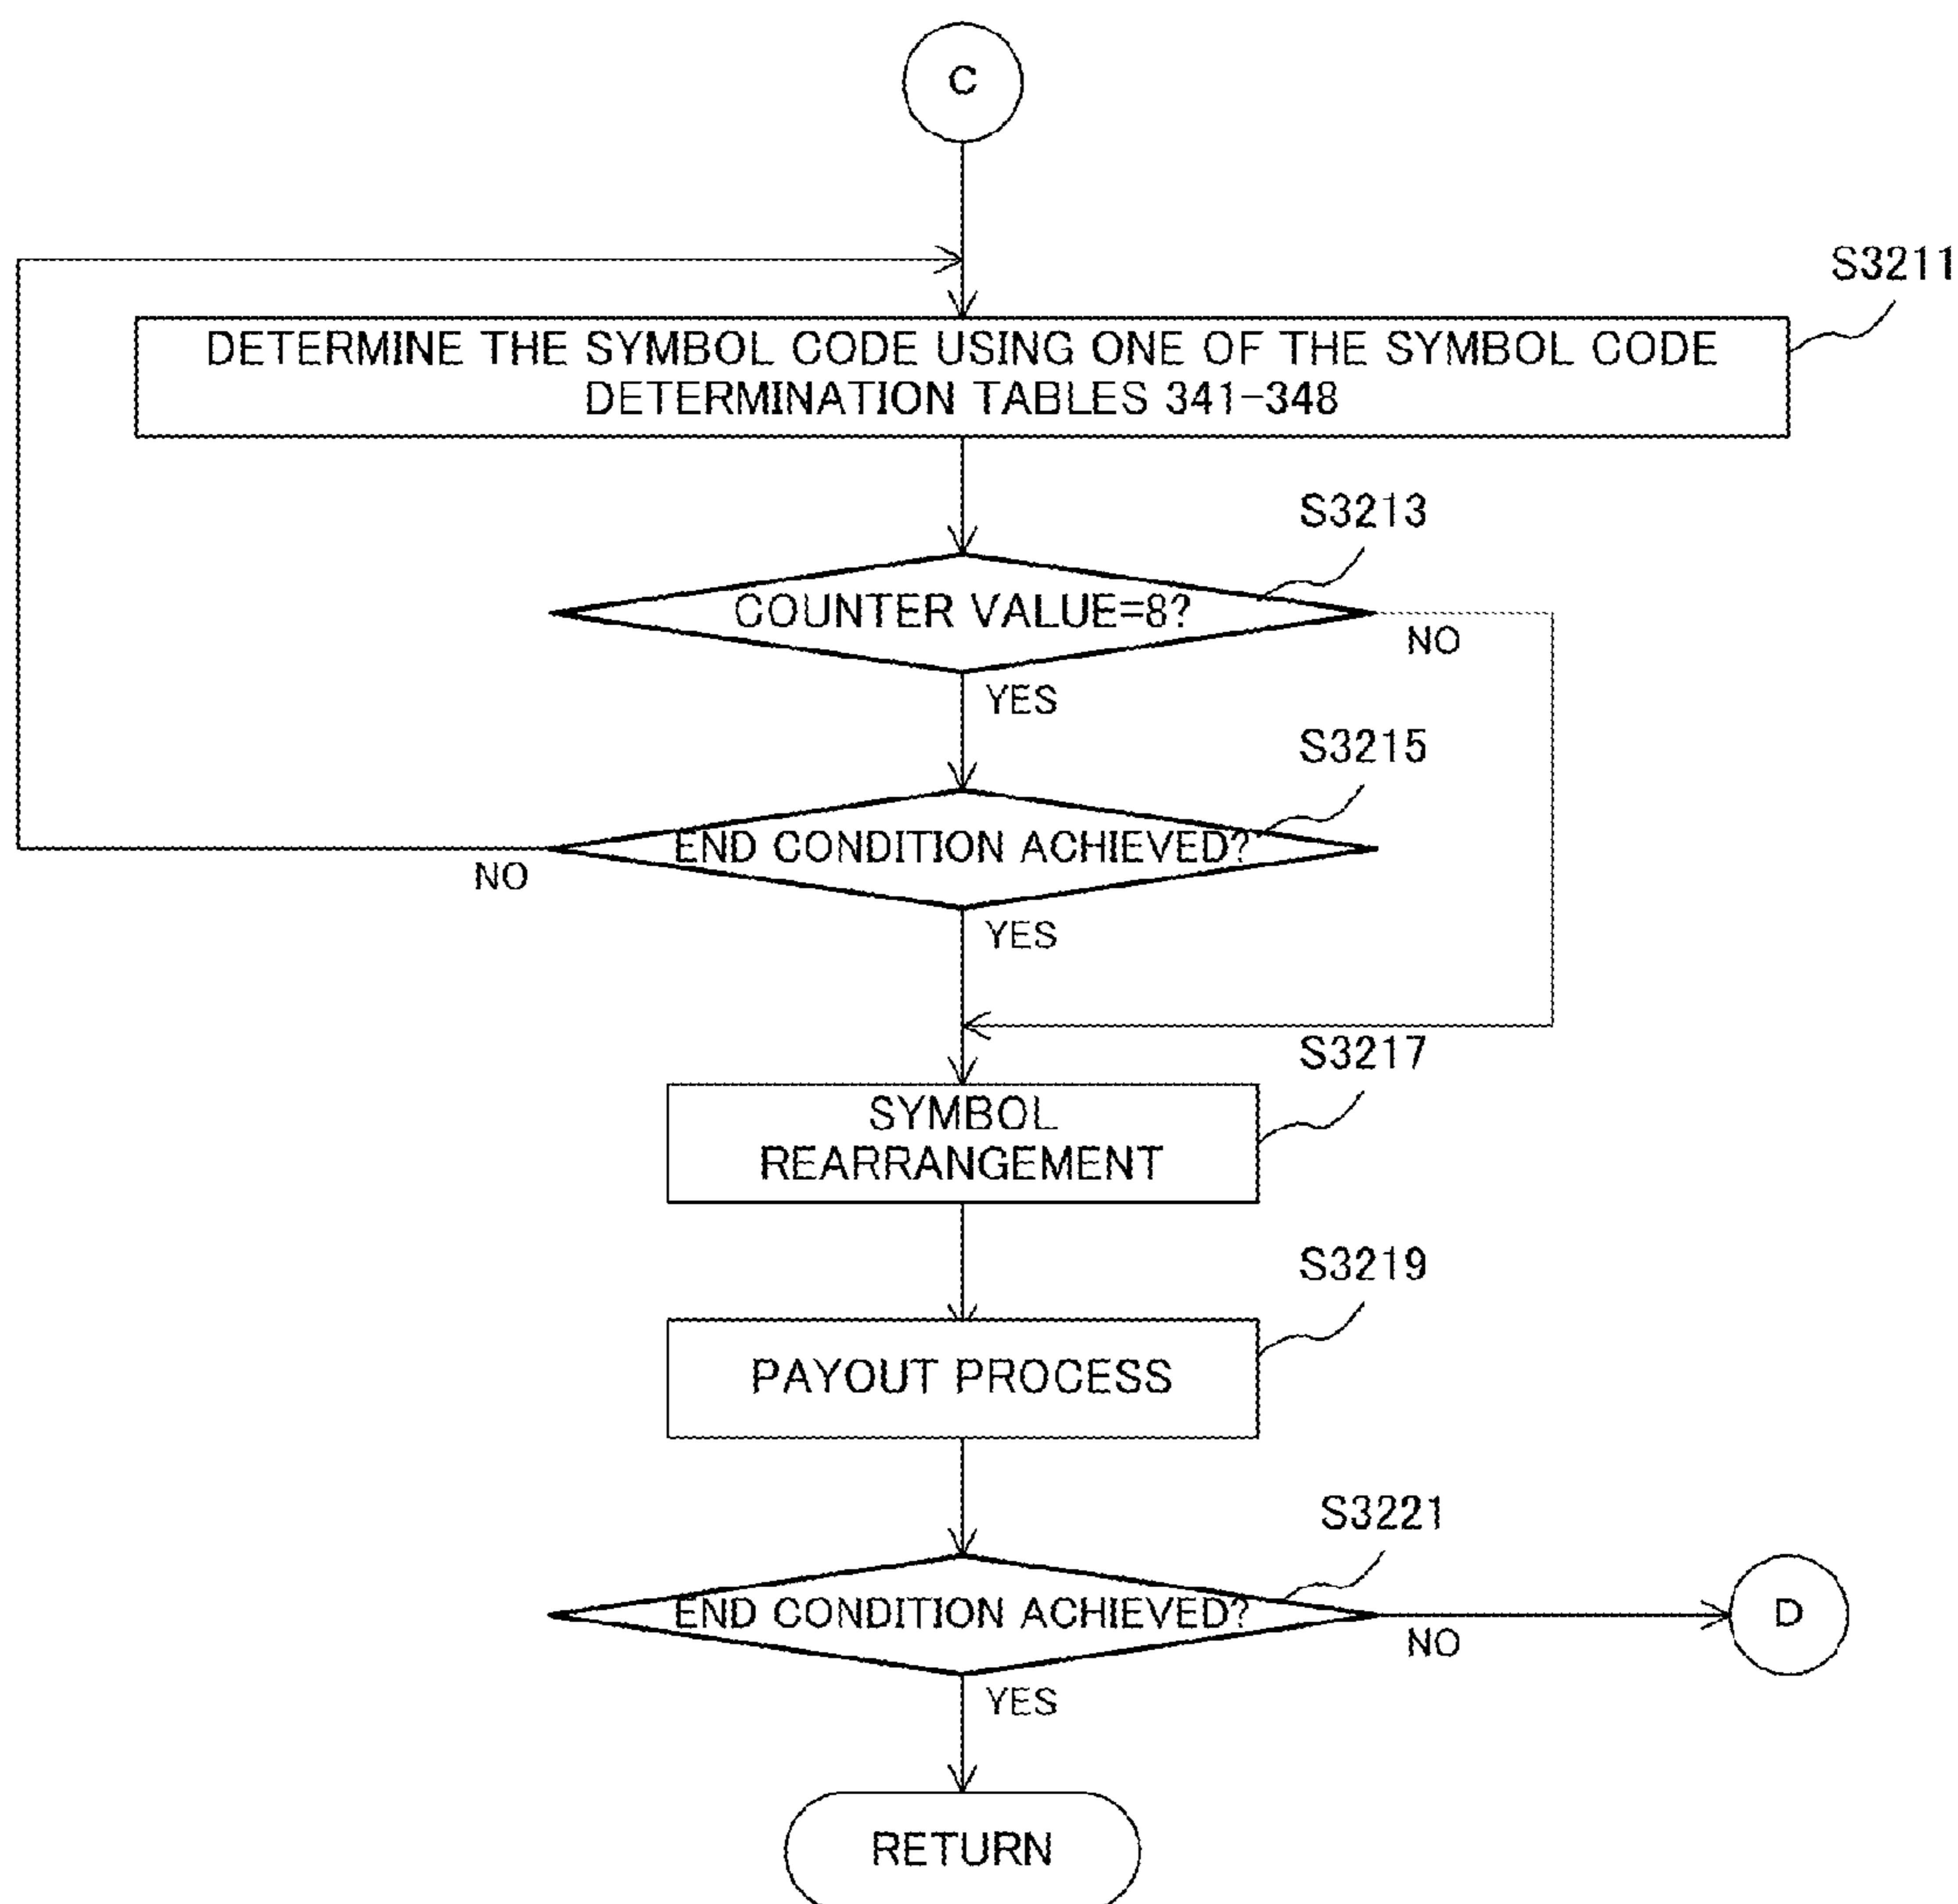 C
S3211
DETERMINE THE SYMBOL CODE USING ONE OF THE SYMBOL CODE
DETERMINATION TABLES 341-348
S3213
COUNTER VALUE=8?
NO
YES
S3215
END CONDITION ACHIEVED?
NO
YES
S3217
SYMBOL
REARRANGEMENT
S3219
PAYOUT PROCESS
S3221
END CONDITION ACHIEVED?
D
NO
YES
RETURN